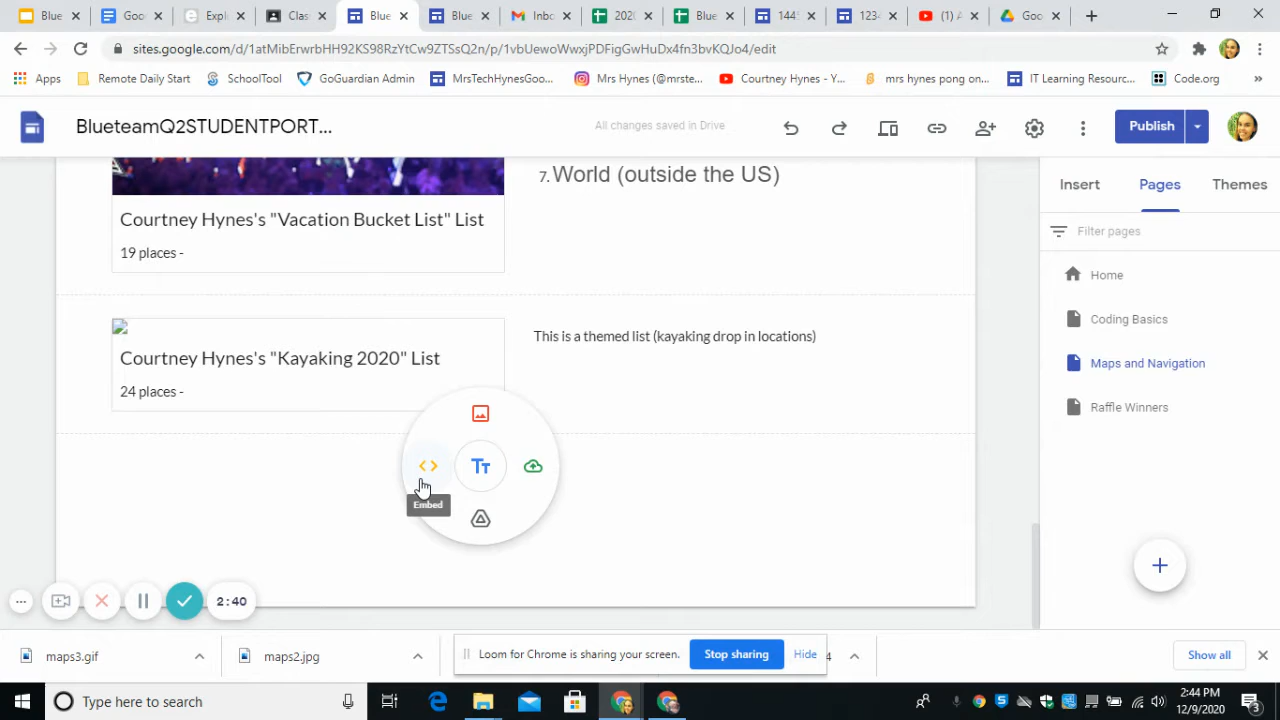 Blue
Goo
Expl
Clas
Blue
Blue
Inbo
2020
Blue
144
123
(1) A
Goo
sites.google.com/d/1atMibErwrbHH92KS98RzYtCw9ZTSsQ2n/p/1vbUewoWwxjPDFigGwHuDx4fn3bvKQJo4/edit
Apps
Remote Daily Start
SchoolTool
GoGuardian Admin
MrsTechHynesGoo...
Mrs Hynes (@mrste...
Courtney Hynes - Y...
mrs hynes pong on...
IT Learning Resourc...
Code.org
»
BlueteamQ2STUDENTPORT...
All changes saved in Drive
Publish
Insert
Pages
Themes
7. World (outside the US)
Courtney Hynes's "Vacation Bucket List" List
19 places -
Filter pages
Home
Coding Basics
Maps and Navigation
Raffle Winners
Courtney Hynes's "Kayaking 2020" List
24 places -
This is a themed list (kayaking drop in locations)
Tт
Embed
2:40
maps3.gif
maps2.jpg
Loom for Chrome is sharing your screen.
Stop sharing
Hide
4
Show all
Type here to search
2:44 PM
12/9/2020
3